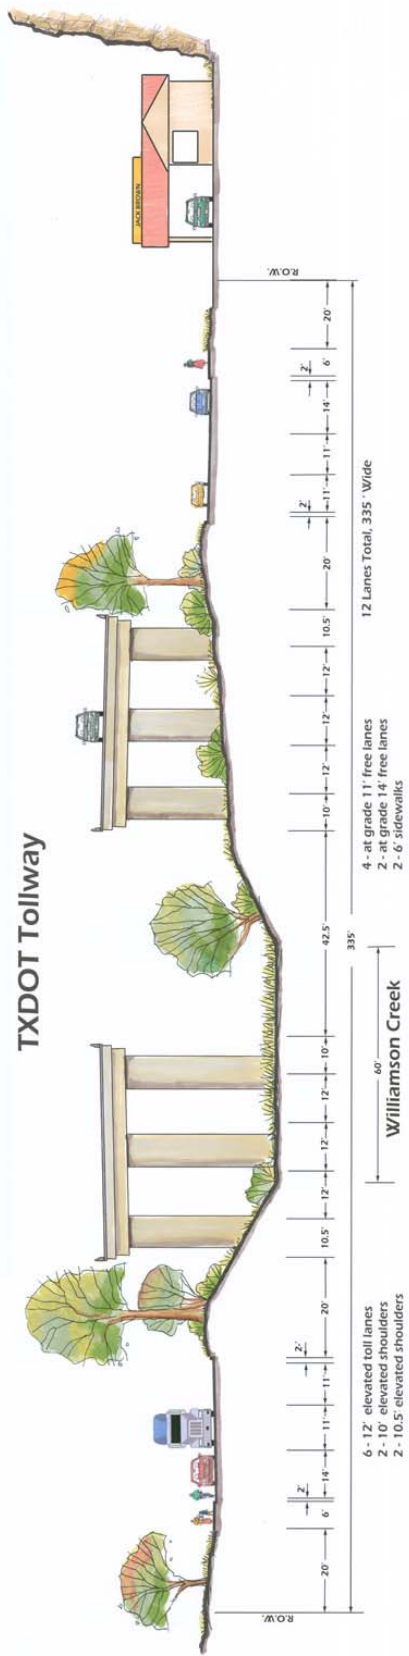 TXDOT Tollway
JACK BROWN
R.O.W.
R.O.W.
20' 6' 2' 14' 11' 11' 2' 20' 10.5' 12' 12' 12' 10' 42.5' 10' 12' 12' 12' 10.5' 20' 2' 11' 11' 14' 2' 6' 20'
335'
60'
Williamson Creek
6 - 12' elevated toll lanes
2 - 10' elevated shoulders
2 - 10.5' elevated shoulders
4 - at grade 11' free lanes
2 - at grade 14' free lanes
2 - 6' sidewalks
12 Lanes Total, 335 ' Wide